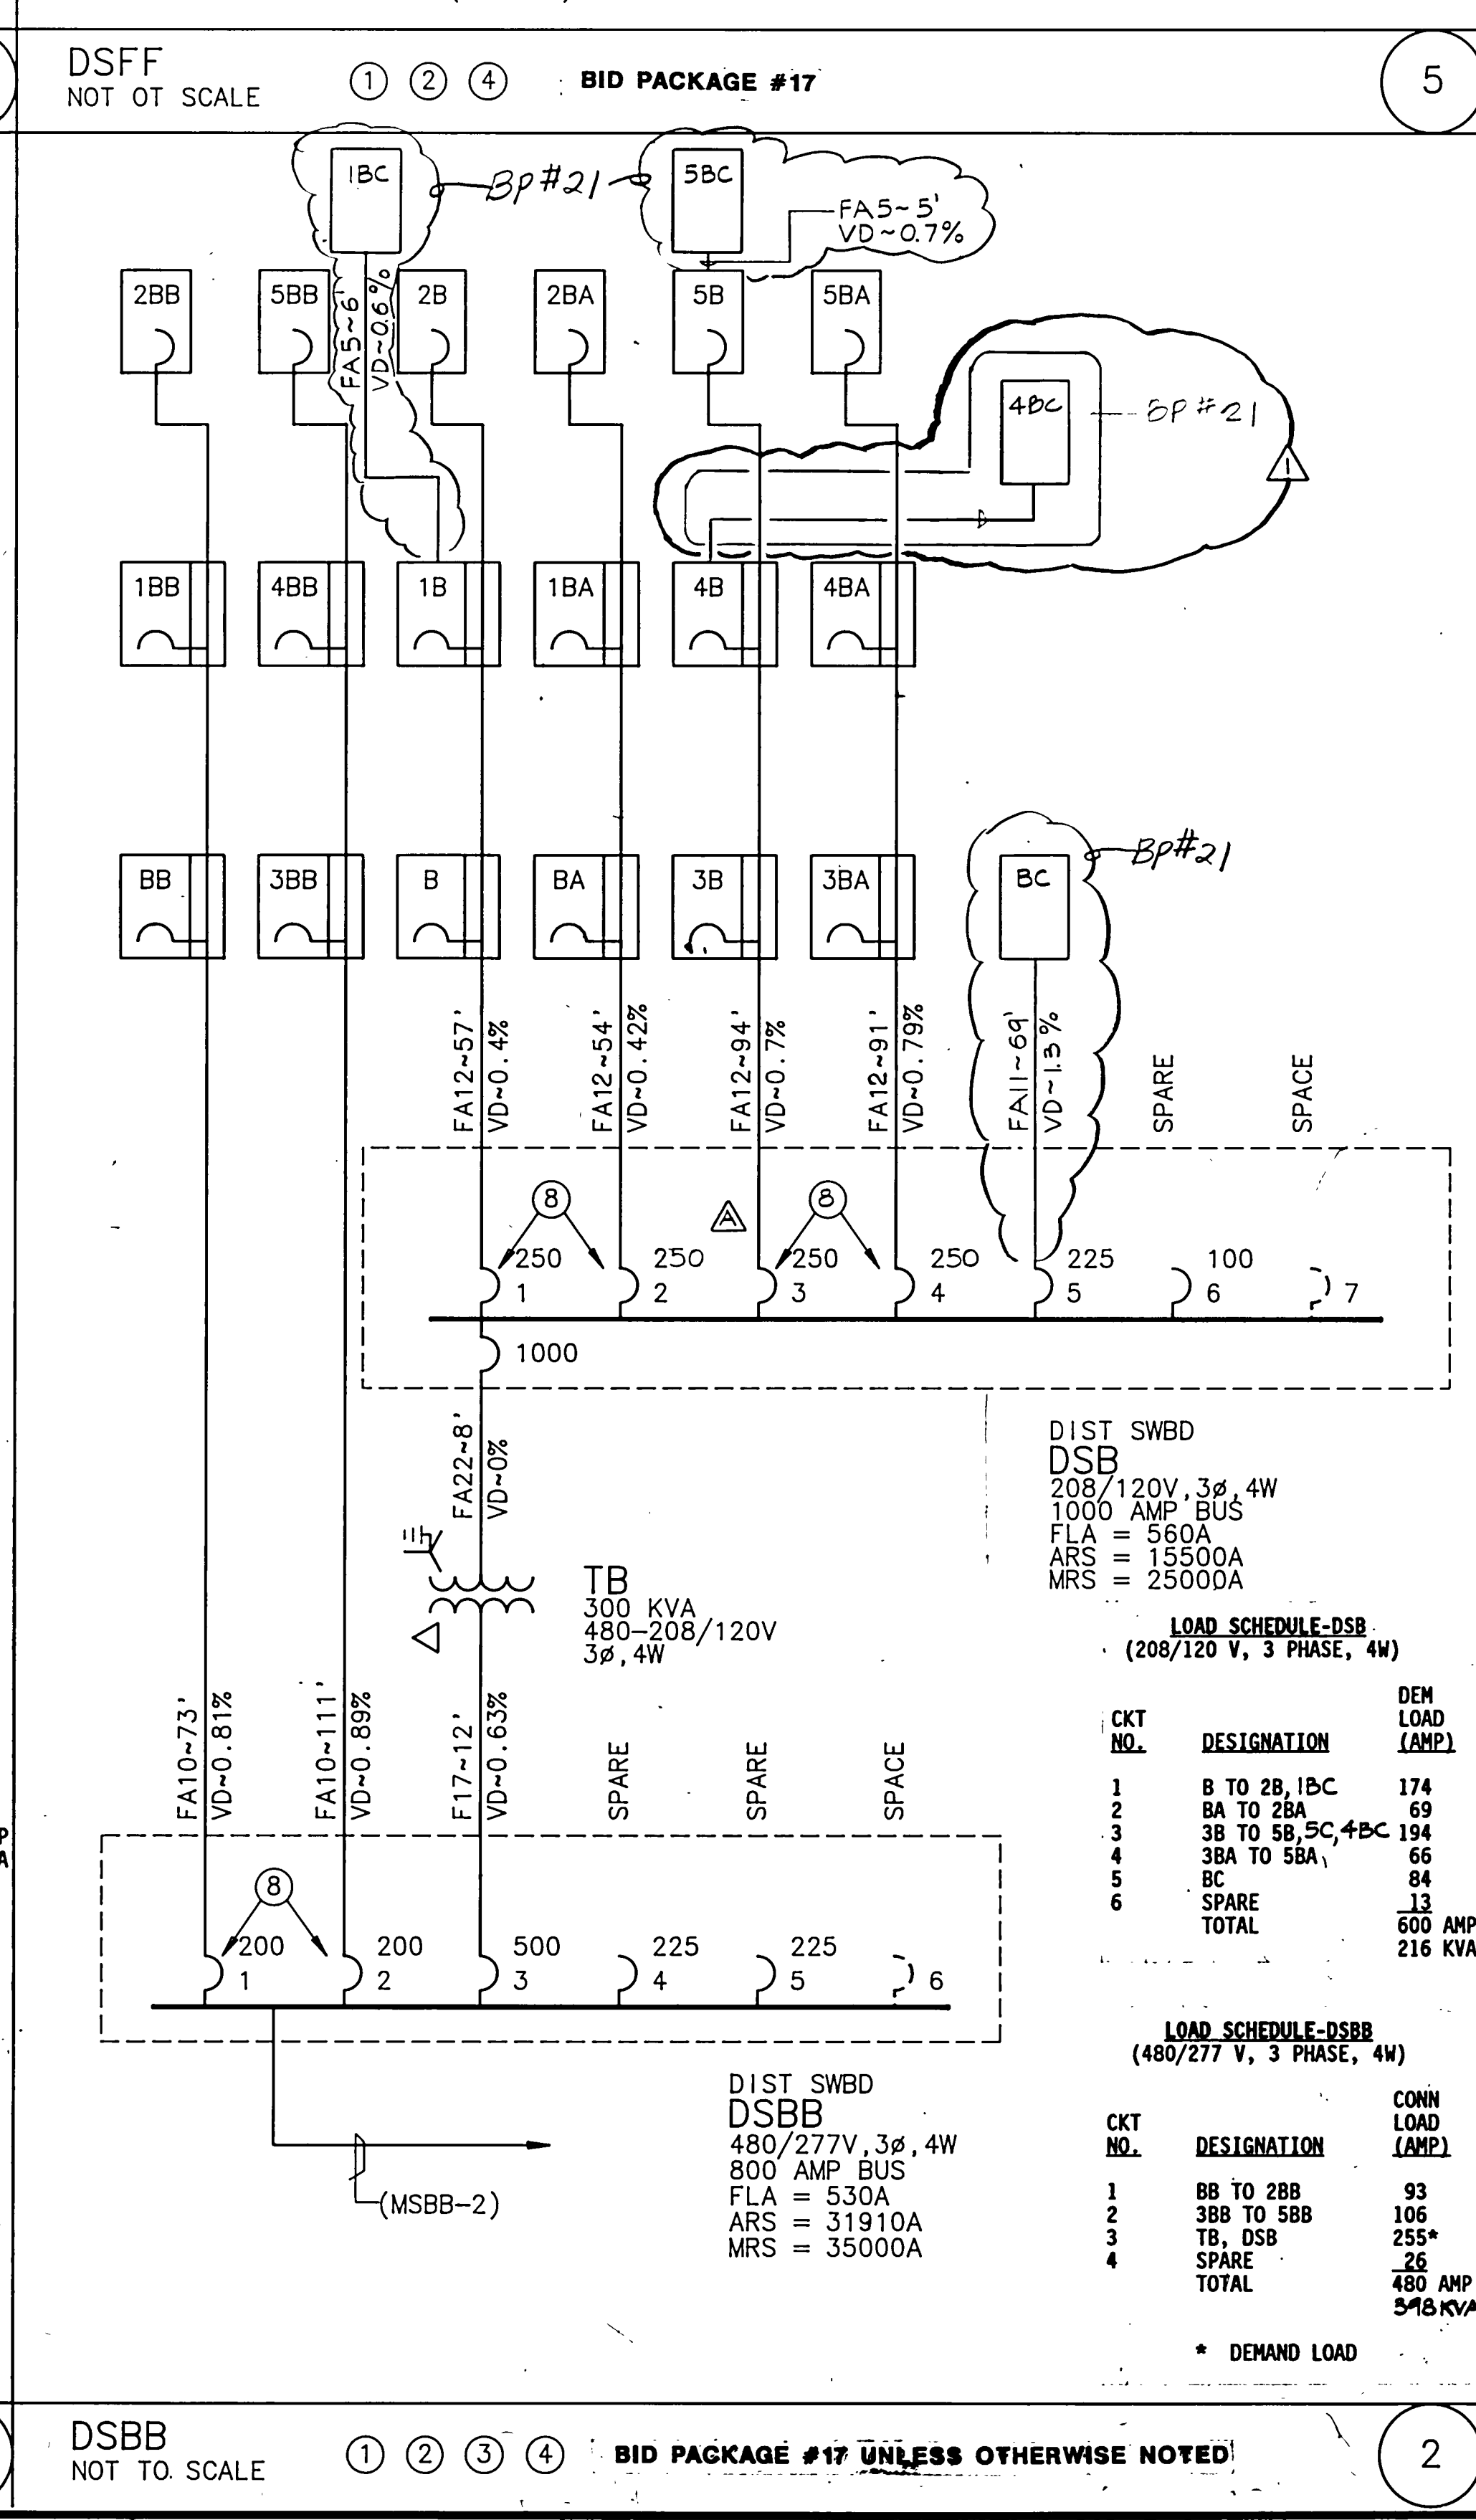 DSFF
NOT OT SCALE
1 2 4
BID PACKAGE #17
5
1BC
BP#21
5BC
FA5~5'
VD~0.7%
FA5~6'
VD~0.6%
2BB
5BB
2B
2BA
5B
5BA
4BC
BP#21
1
1BB
4BB
1B
1BA
4B
4BA
BB
3BB
B
BA
3B
3BA
BC
BP#21
FA12~57'
VD~0.4%
FA12~54'
VD~0.42%
FA12~94'
VD~0.7%
FA12~91'
VD~0.79%
FA11~69'
VD~1.3%
SPARE
SPACE
8
A
8
250
1
250
2
250
3
250
4
225
5
100
6
7
1000
FA22~8'
VD~0%
DIST SWBD
DSB
208/120V,3ø,4W
1000 AMP BUS
FLA = 560A
ARS = 15500A
MRS = 25000A
TB
300 KVA
480-208/120V
3ø,4W
LOAD SCHEDULE-DSB
(208/120 V, 3 PHASE, 4W)
DEM
CKT LOAD
NO. DESIGNATION (AMP)
1 B TO 2B, 1BC 174
2 BA TO 2BA 69
3 3B TO 5B, 5C, 4BC 194
4 3BA TO 5BA 66
5 BC 84
6 SPARE 13
TOTAL 600 AMP
216 KVA
FA10~73'
VD~0.81%
FA10~111'
VD~0.89%
F17~12'
VD~0.63%
SPARE
SPARE
SPACE
P
A
8
200
1
200
2
500
3
225
4
225
5
6
(MSBB-2)
DIST SWBD
DSBB
480/277V,3ø,4W
800 AMP BUS
FLA = 530A
ARS = 31910A
MRS = 35000A
LOAD SCHEDULE-DSBB
(480/277 V, 3 PHASE, 4W)
CONN
CKT LOAD
NO. DESIGNATION (AMP)
1 BB TO 2BB 93
2 3BB TO 5BB 106
3 TB, DSB 255*
4 SPARE 26
TOTAL 480 AMP
398 KVA
* DEMAND LOAD
DSBB
NOT TO SCALE
1 2 3 4
BID PACKAGE #17 UNLESS OTHERWISE NOTED
2